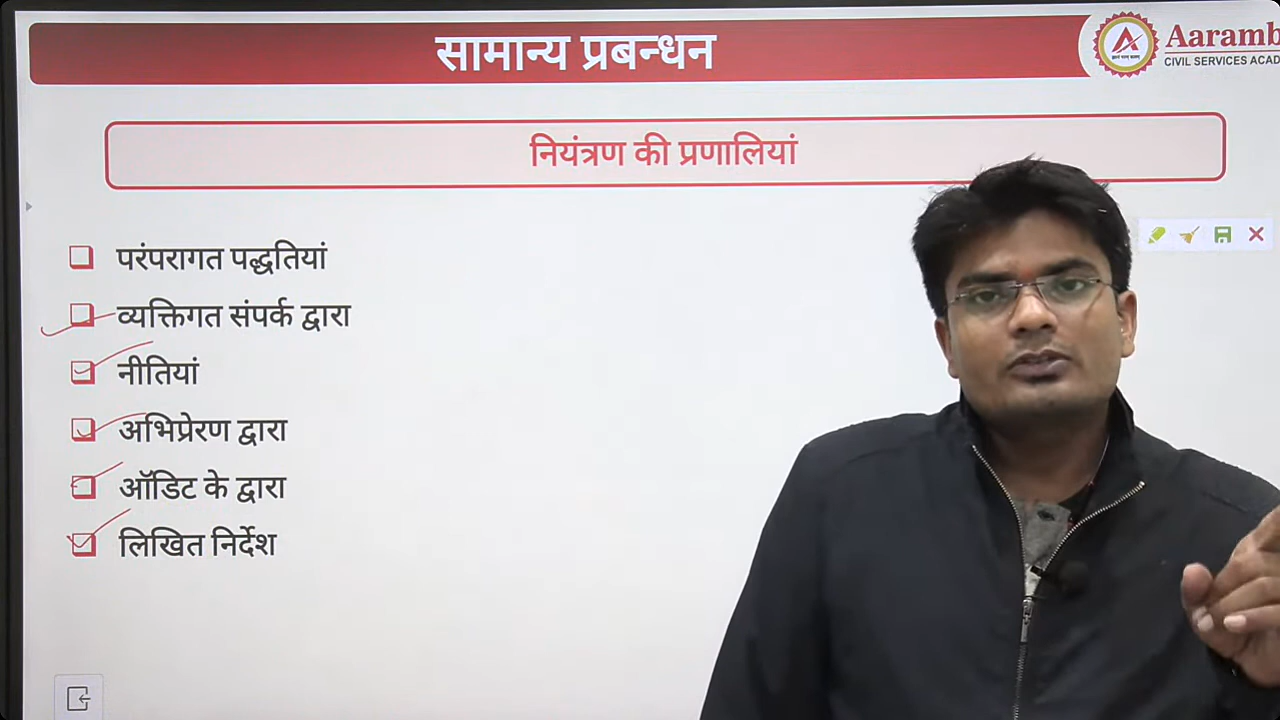 सामान्य प्रबन्धन
Aaramb
CIVIL SERVICES ACAD
नियंत्रण की प्रणालियां
परंपरागत पद्धतियां
व्यक्तिगत संपर्क द्वारा
नीतियां
अभिप्रेरण द्वारा
ऑडिट के द्वारा
लिखित निर्देश